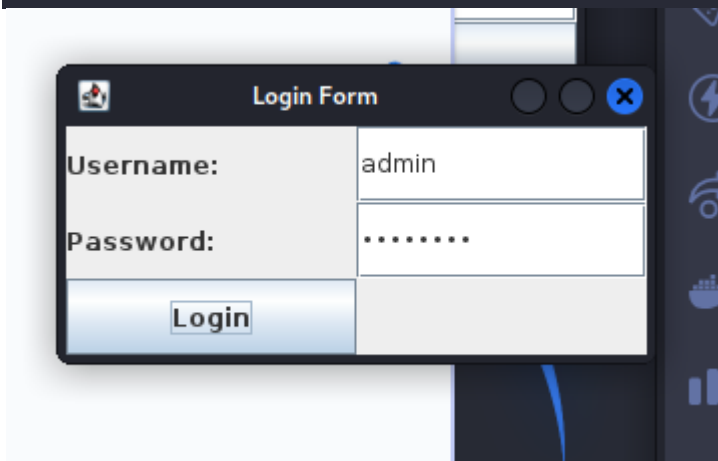 Login Form
Username:
admin
Password:
••••••••
Login